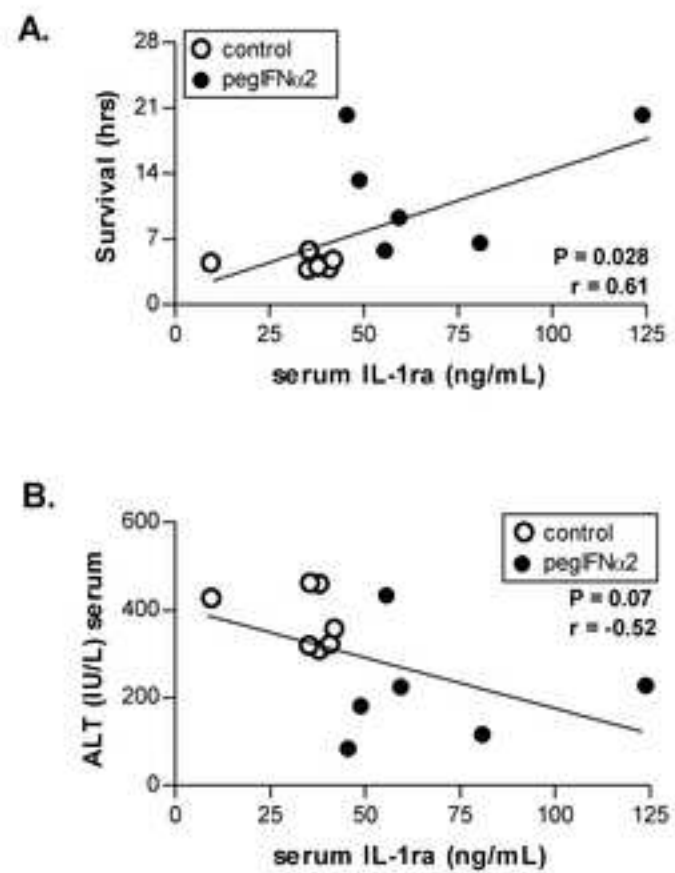 A.
28
21
14
7
0
Survival (hrs)
control
pegIFNα2
P = 0.028
r = 0.61
0 25 50 75 100 125
serum IL-1ra (ng/mL)
B.
600
400
200
0
ALT (IU/L) serum
control
pegIFNα2
P = 0.07
r = -0.52
0 25 50 75 100 125
serum IL-1ra (ng/mL)